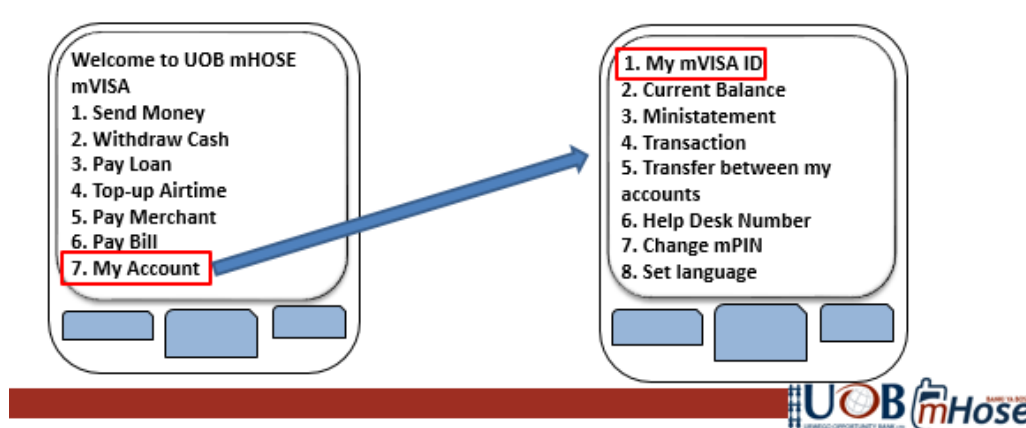 Welcome to UOB mHOSE
mVISA
1. Send Money
2. Withdraw Cash
3. Pay Loan
4. Top-up Airtime
5. Pay Merchant
6. Pay Bill
7. My Account
1. My mVISA ID
2. Current Balance
3. Ministatement
4. Transaction
5. Transfer between my
accounts
6. Help Desk Number
7. Change mPIN
8. Set language
UOB mHose